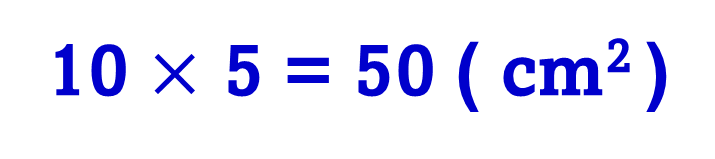 10 × 5 = 50 ( cm² )